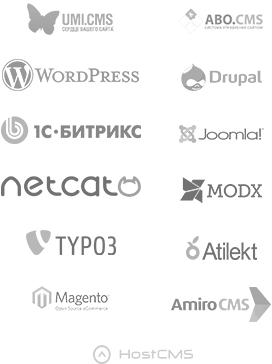 UMI.CMS
СЕРДЦЕ ВАШЕГО САЙТА
ABO.CMS
СИСТЕМА УПРАВЛЕНИЯ САЙТОМ
WORDPRESS
Drupal
1С·БИТРИКС
Joomla!
netcat
MODX
TYPO3
Atilekt
Magento
Open Source eCommerce
Amiro CMS
HostCMS